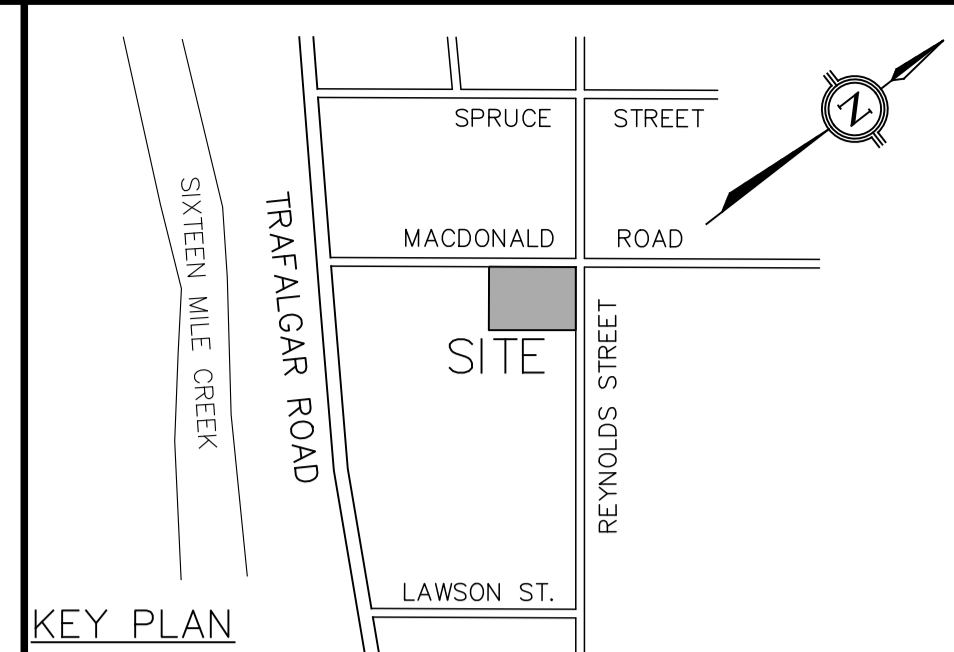 SPRUCE STREET
N
MACDONALD ROAD
SIXTEEN MILE CREEK
TRAFALGAR ROAD
SITE
REYNOLDS STREET
LAWSON ST.
KEY PLAN